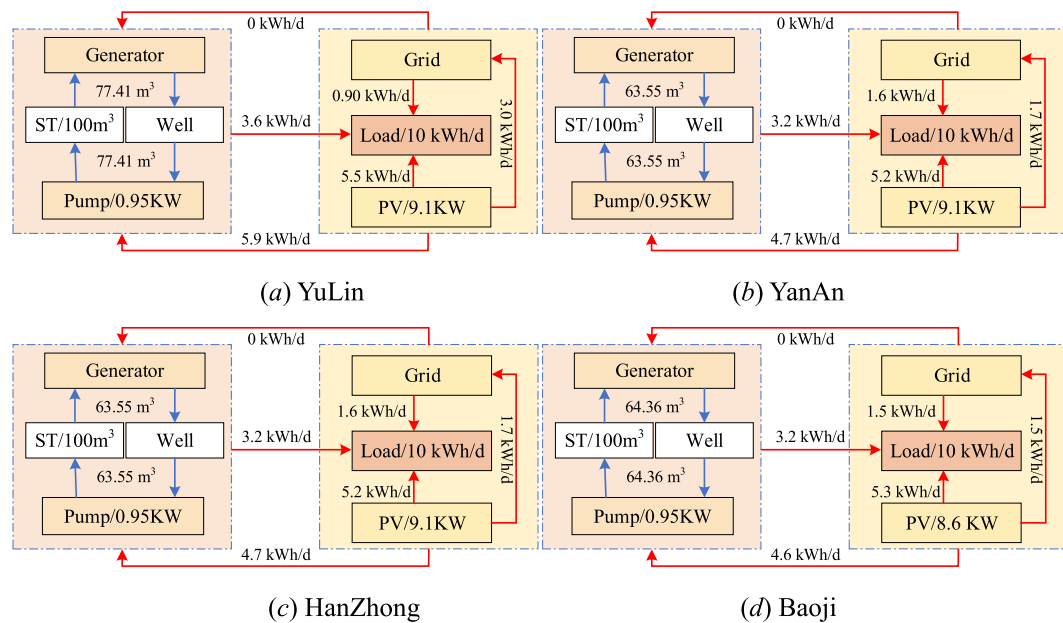 0 kWh/d
Generator
77.41 m³
ST/100m³
Well
77.41 m³
Pump/0.95KW
3.6 kWh/d
Grid
0.90 kWh/d
3.0 kWh/d
Load/10 kWh/d
5.5 kWh/d
PV/9.1KW
5.9 kWh/d
(a) YuLin
0 kWh/d
Generator
63.55 m³
ST/100m³
Well
63.55 m³
Pump/0.95KW
3.2 kWh/d
Grid
1.6 kWh/d
1.7 kWh/d
Load/10 kWh/d
5.2 kWh/d
PV/9.1KW
4.7 kWh/d
(b) YanAn
0 kWh/d
Generator
63.55 m³
ST/100m³
Well
63.55 m³
Pump/0.95KW
3.2 kWh/d
Grid
1.6 kWh/d
1.7 kWh/d
Load/10 kWh/d
5.2 kWh/d
PV/9.1KW
4.7 kWh/d
(c) HanZhong
0 kWh/d
Generator
64.36 m³
ST/100m³
Well
64.36 m³
Pump/0.95KW
3.2 kWh/d
Grid
1.5 kWh/d
1.5 kWh/d
Load/10 kWh/d
5.3 kWh/d
PV/8.6 KW
4.6 kWh/d
(d) Baoji